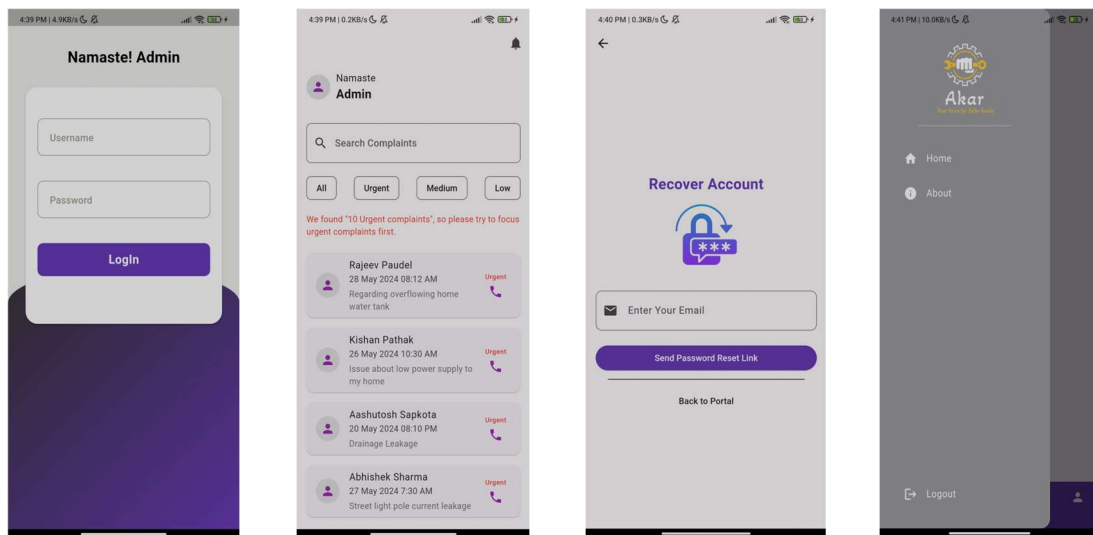 4:39 PM | 4.9KB/s
Namaste! Admin
Username
Password
LogIn
4:39 PM | 0.2KB/s
Namaste
Admin
Search Complaints
All
Urgent
Medium
Low
We found "10 Urgent complaints", so please try to focus
urgent complaints first.
Rajeev Paudel
28 May 2024 08:12 AM
Urgent
Regarding overflowing home
water tank
Kishan Pathak
26 May 2024 10:30 AM
Urgent
Issue about low power supply to
my home
Aashutosh Sapkota
20 May 2024 08:10 PM
Urgent
Drainage Leakage
Abhishek Sharma
27 May 2024 7:30 AM
Urgent
Street light pole current leakage
4:40 PM | 0.3KB/s
Recover Account
***
Enter Your Email
Send Password Reset Link
Back to Portal
4:41 PM | 10.0KB/s
Akar
Home
About
Logout